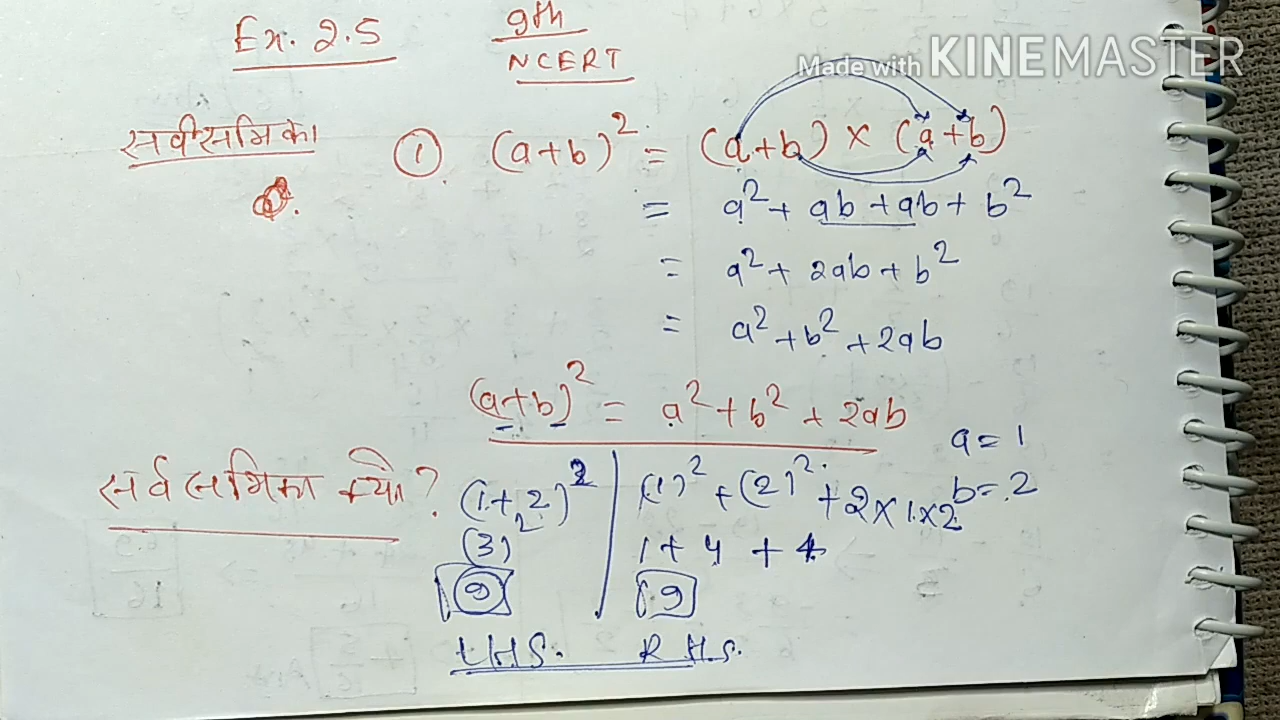 Ex. 2.5 9th
NCERT
Made with KINEMASTER
सर्वसमिका ① (a+b)² = (a+b) × (a+b)
= a² + ab + ab + b²
= a² + 2ab + b²
= a² + b² + 2ab
(a+b)² = a² + b² + 2ab
a = 1
b = 2
सर्वसमिका क्यो? (1+2)² (1)² + (2)² + 2×1×2
(3)² 1 + 4 + 4
9 9
LHS. R.H.S.